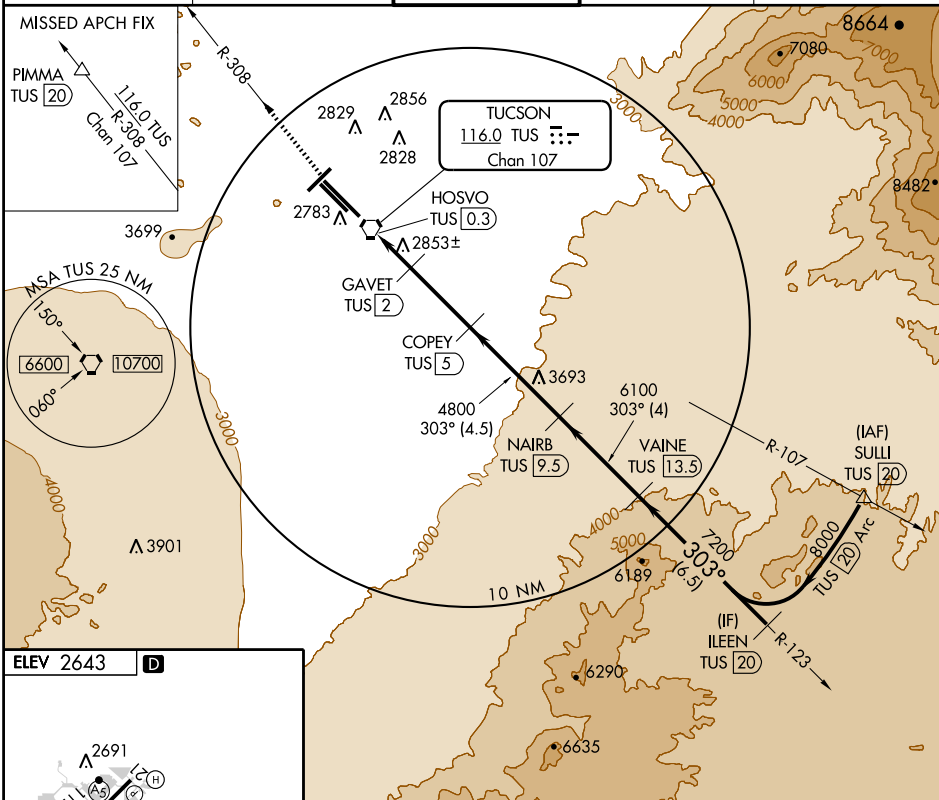 MISSED APCH FIX
PIMMA
TUS 20
116.0 TUS
R-308
Chan 107
R-308
2829
2856
2828
TUCSON
116.0 TUS
Chan 107
8664
7080
7000
6000
5000
4000
3000
8482
2783
HOSVO
TUS 0.3
3699
2853±
GAVET
TUS 2
MSA TUS 25 NM
150°
6600
10700
060°
COPEY
TUS 5
3693
4800
303° (4.5)
6100
303° (4)
NAIRB
TUS 9.5
VAINE
TUS 13.5
R-107
(IAF)
SULLI
TUS 20
3000
4000
3901
3000
4000
5000
6189
7200
303°
(6.5)
8000
TUS 20 Arc
10 NM
(IF)
ILEEN
TUS 20
R-123
ELEV 2643
D
6290
6635
2691
A5
21
H
P